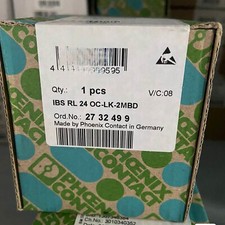 Qty.: 1 pcs V/C:08
IBS RL 24 OC-LK-2MBD
Ord.No.: 27 32 49 9
Made by Phoenix Contact in Germany
PHOENIX
CONTACT
3010340352